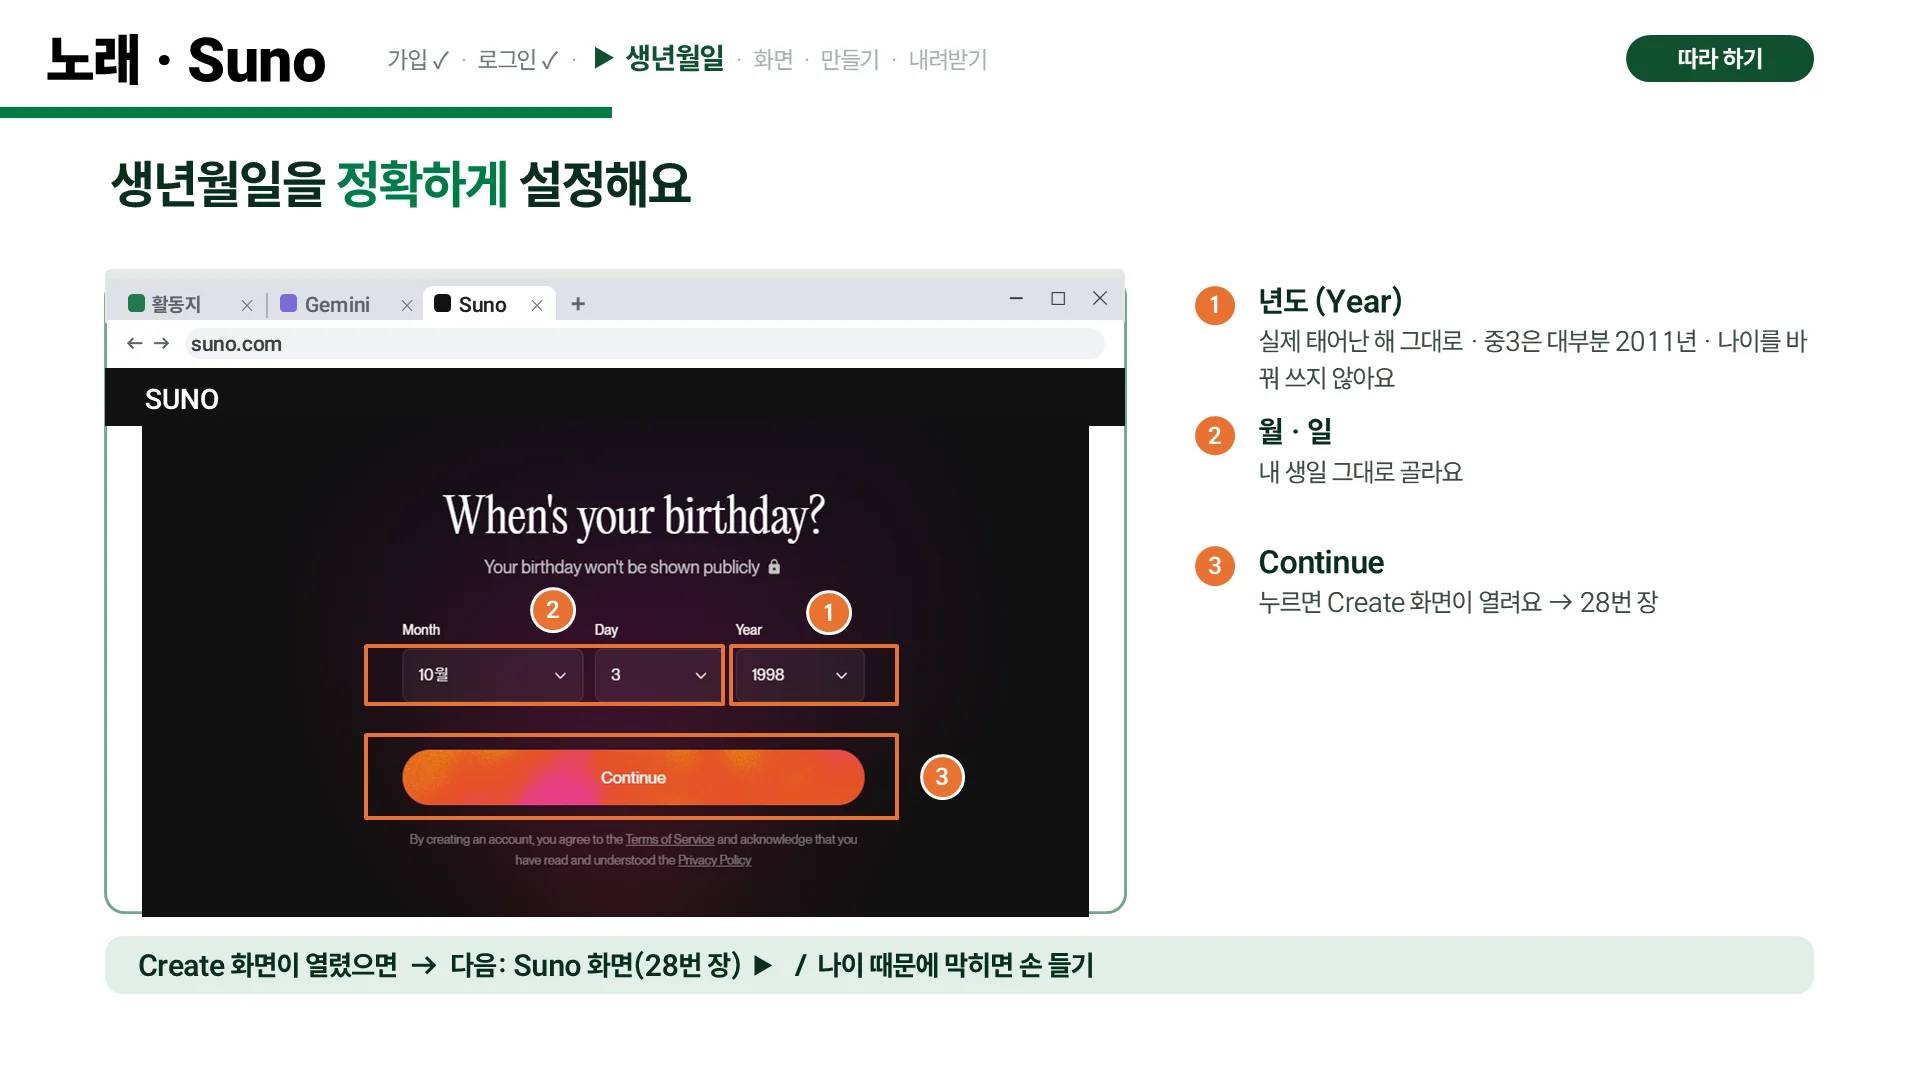 노래 · Suno
가입 ✓ · 로그인 ✓ · ▶ 생년월일 · 화면 · 만들기 · 내려받기
따라 하기
생년월일을 정확하게 설정해요
활동지 × | Gemini × Suno × +
← → suno.com
SUNO
When's your birthday?
Your birthday won't be shown publicly
2
1
Month Day Year
10월 3 1998
Continue
3
By creating an account, you agree to the Terms of Service and acknowledge that you
have read and understood the Privacy Policy
1 년도 (Year)
실제 태어난 해 그대로 · 중3은 대부분 2011년 · 나이를 바
꿔 쓰지 않아요
2 월 · 일
내 생일 그대로 골라요
3 Continue
누르면 Create 화면이 열려요 → 28번 장
Create 화면이 열렸으면 → 다음: Suno 화면(28번 장) ▶ / 나이 때문에 막히면 손 들기